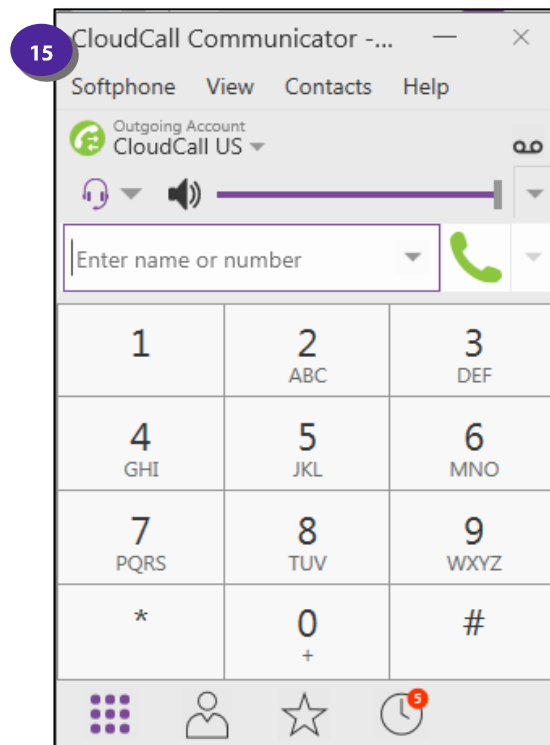 15
CloudCall Communicator -...
Softphone View Contacts Help
Outgoing Account
CloudCall US
Enter name or number
1 2 3
ABC DEF
4 5 6
GHI JKL MNO
7 8 9
PQRS TUV WXYZ
* 0 #
+
5